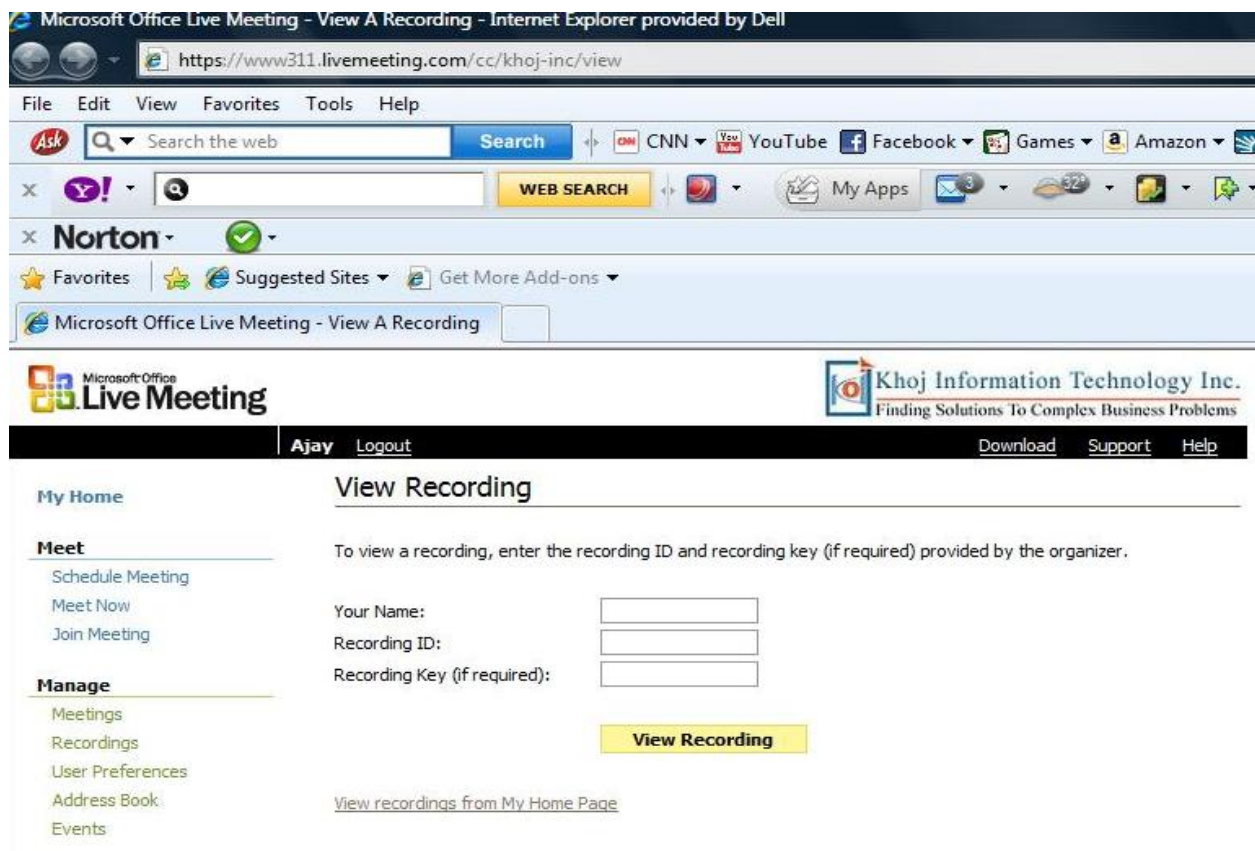 Microsoft Office Live Meeting - View A Recording - Internet Explorer provided by Dell
https://www311.livemeeting.com/cc/khoj-inc/view
File Edit View Favorites Tools Help
Ask Search the web Search CNN YouTube Facebook Games Amazon
Y! WEB SEARCH My Apps 3 32°
Norton
Favorites Suggested Sites Get More Add-ons
Microsoft Office Live Meeting - View A Recording
Microsoft Office
Live Meeting
Khoj Information Technology Inc.
Finding Solutions To Complex Business Problems
Ajay Logout Download Support Help
My Home
Meet
Schedule Meeting
Meet Now
Join Meeting
Manage
Meetings
Recordings
User Preferences
Address Book
Events
View Recording
To view a recording, enter the recording ID and recording key (if required) provided by the organizer.
Your Name:
Recording ID:
Recording Key (if required):
View Recording
View recordings from My Home Page